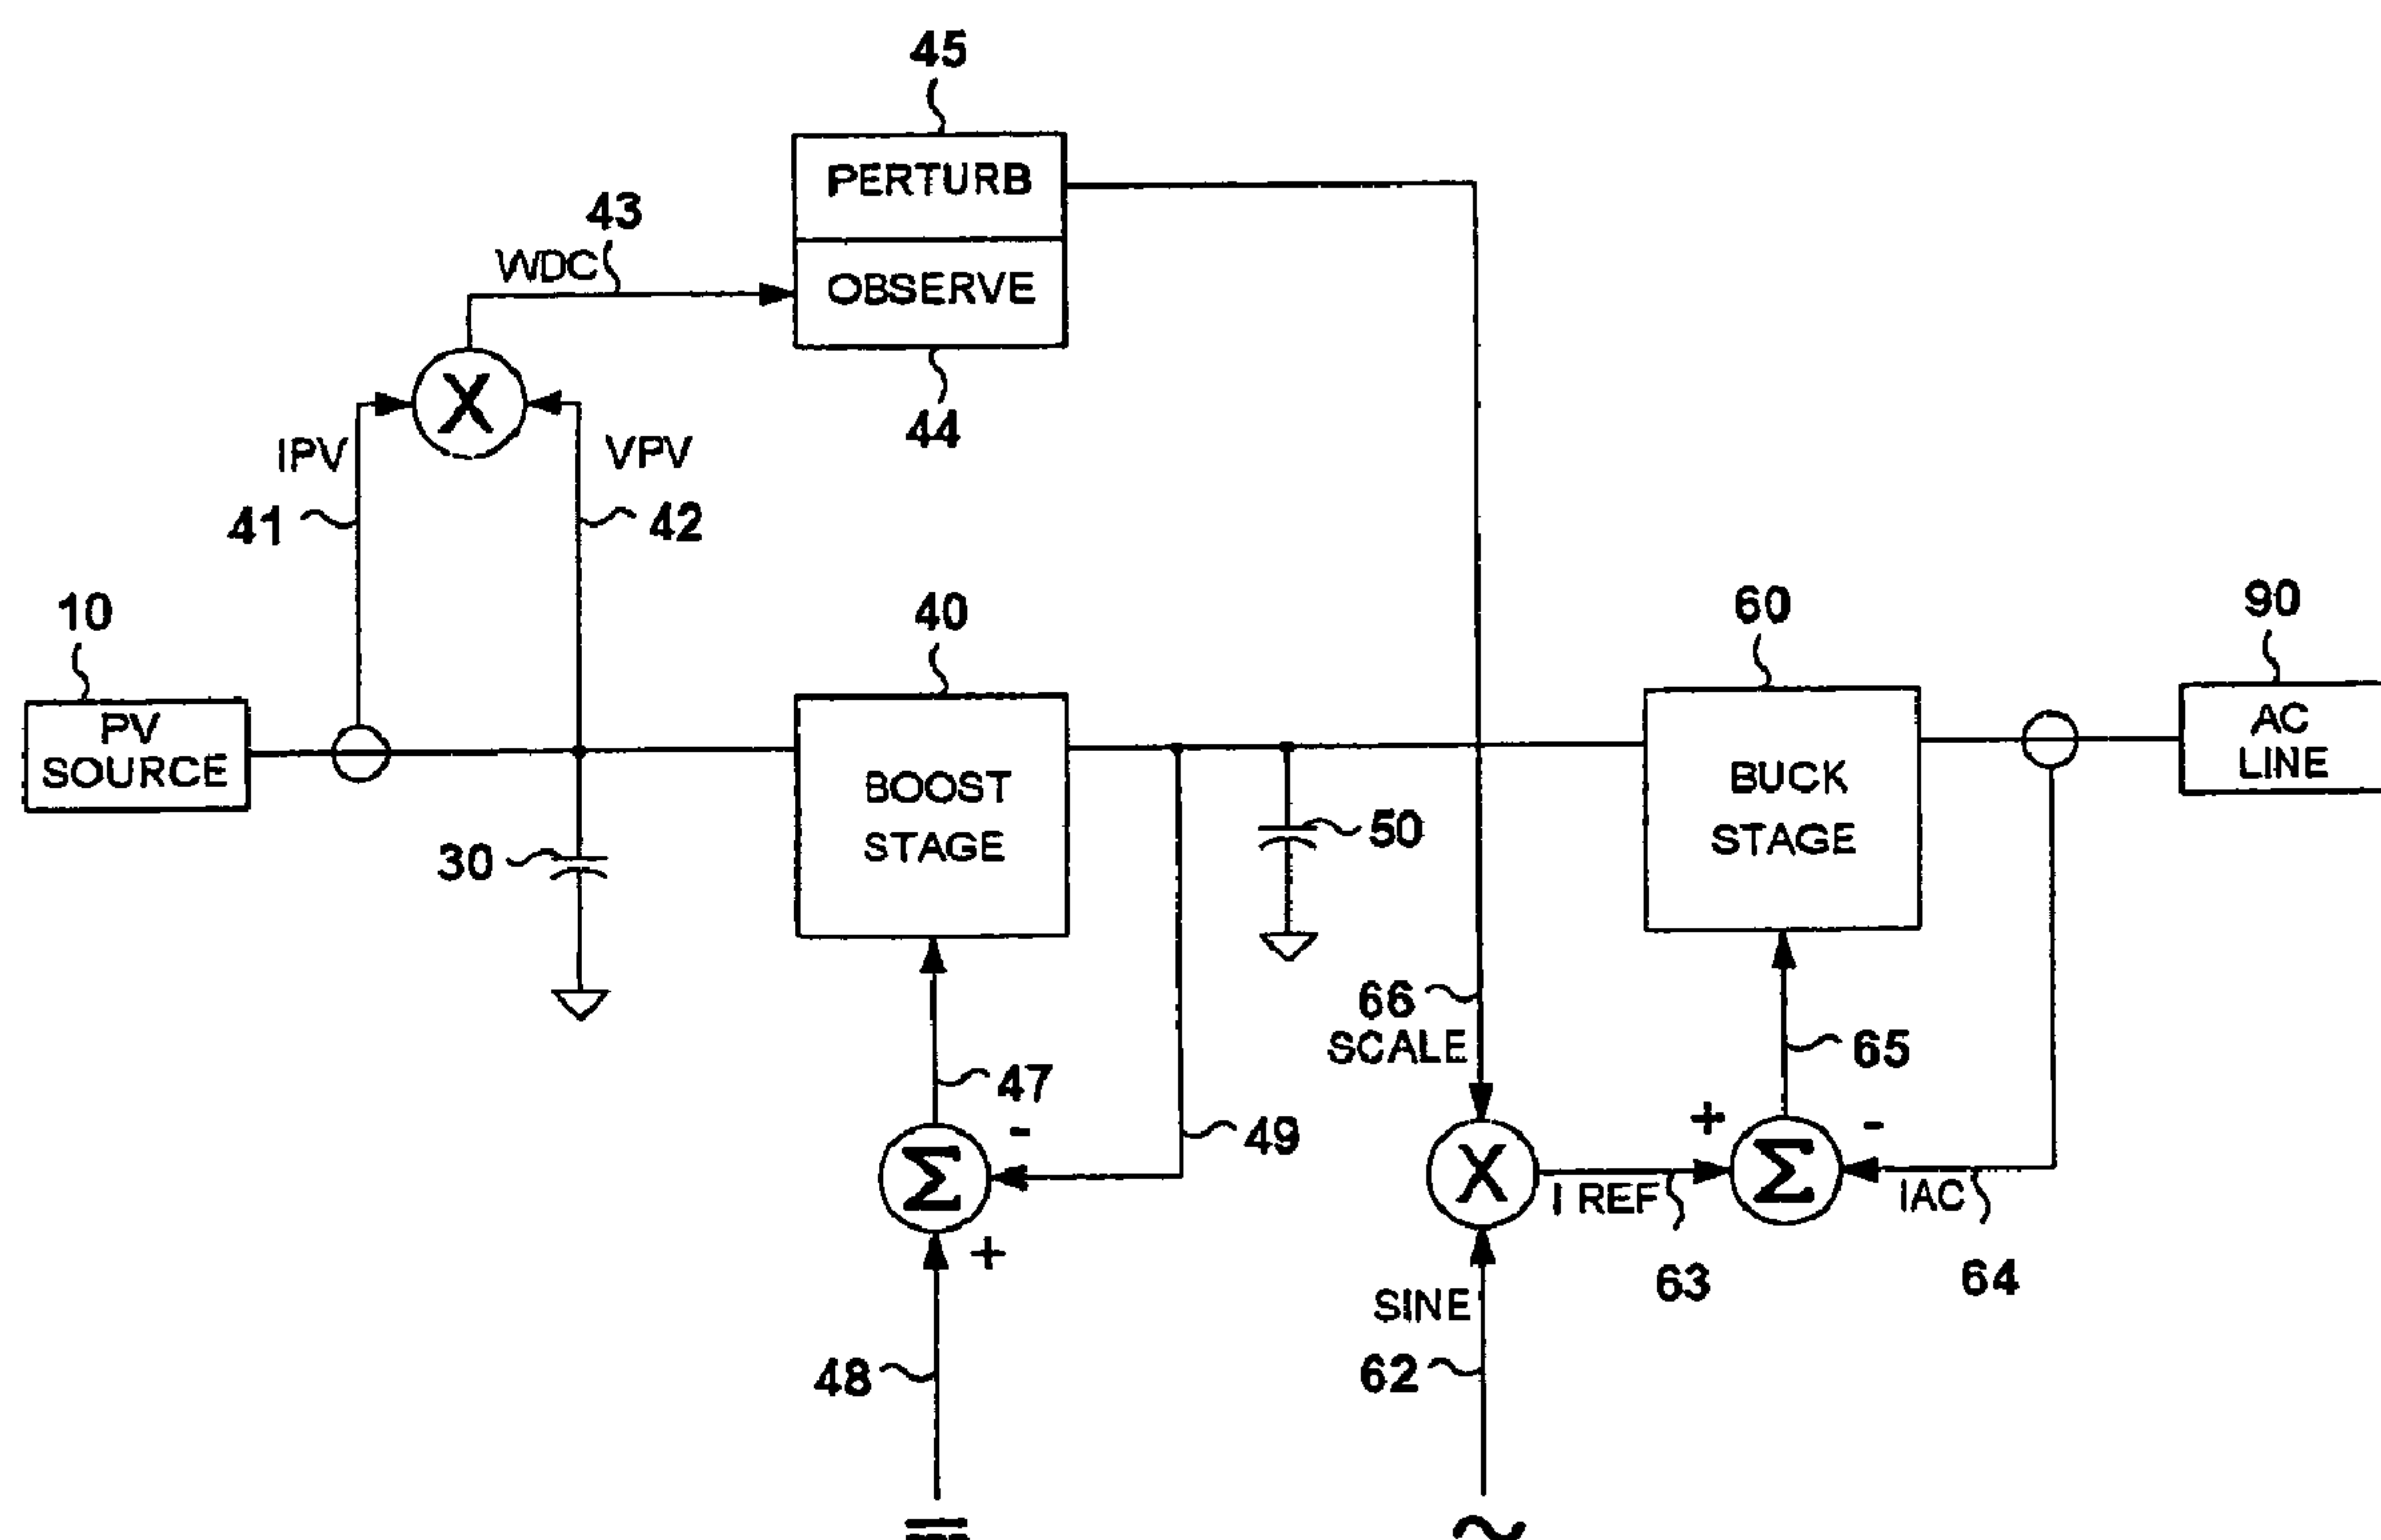 45
PERTURB
OBSERVE
44
43
WDC
X
IPV
VPV
41
42
10
PV
SOURCE
30
40
BOOST
STAGE
50
60
BUCK
STAGE
90
AC
LINE
47
-
49
Σ
+
48
66
SCALE
X
SINE
62
I REF
63
+
Σ
-
65
IAC
64